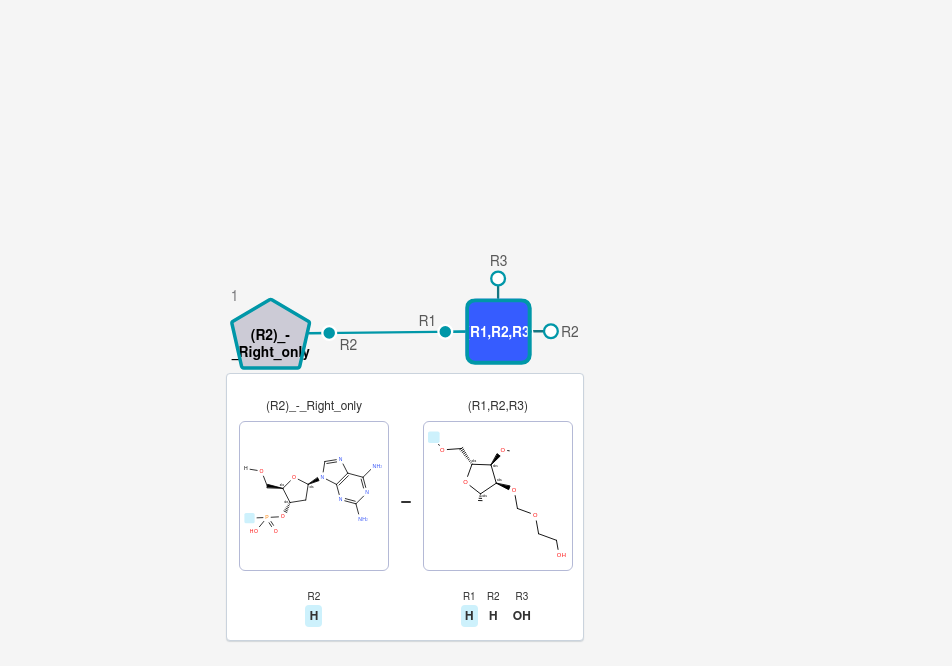 R3
1
(R2)_-
_Right_only
R2
R1
R1,R2,R3
R2
(R2)_-_Right_only
(R1,R2,R3)
H
O
O
N
N
N
N
N
NH₂
NH₂
O
P
HO
O
O
O
O
O
O
OH
R2
H
R1 R2 R3
H H OH